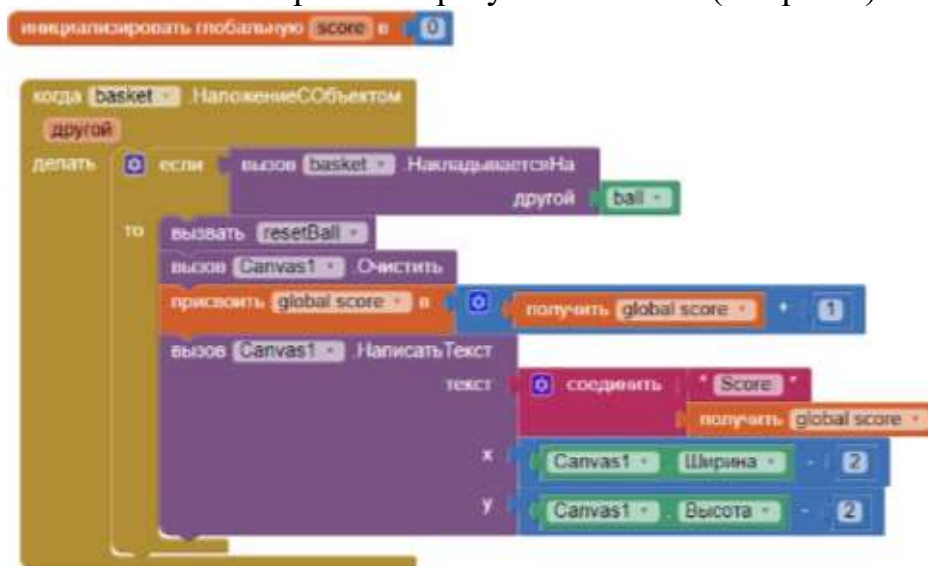 инициализировать глобальную score в 0
когда basket .НаложениеСОбъектом
другой
делать если вызов basket .НакладываетсяНа
другой ball
то вызвать resetBall
вызов Canvas1 .Очистить
присвоить global score в получить global score + 1
вызов Canvas1 .НаписатьТекст
текст соединить " Score: "
получить global score
x Canvas1 . Ширина - 2
y Canvas1 . Высота - 2